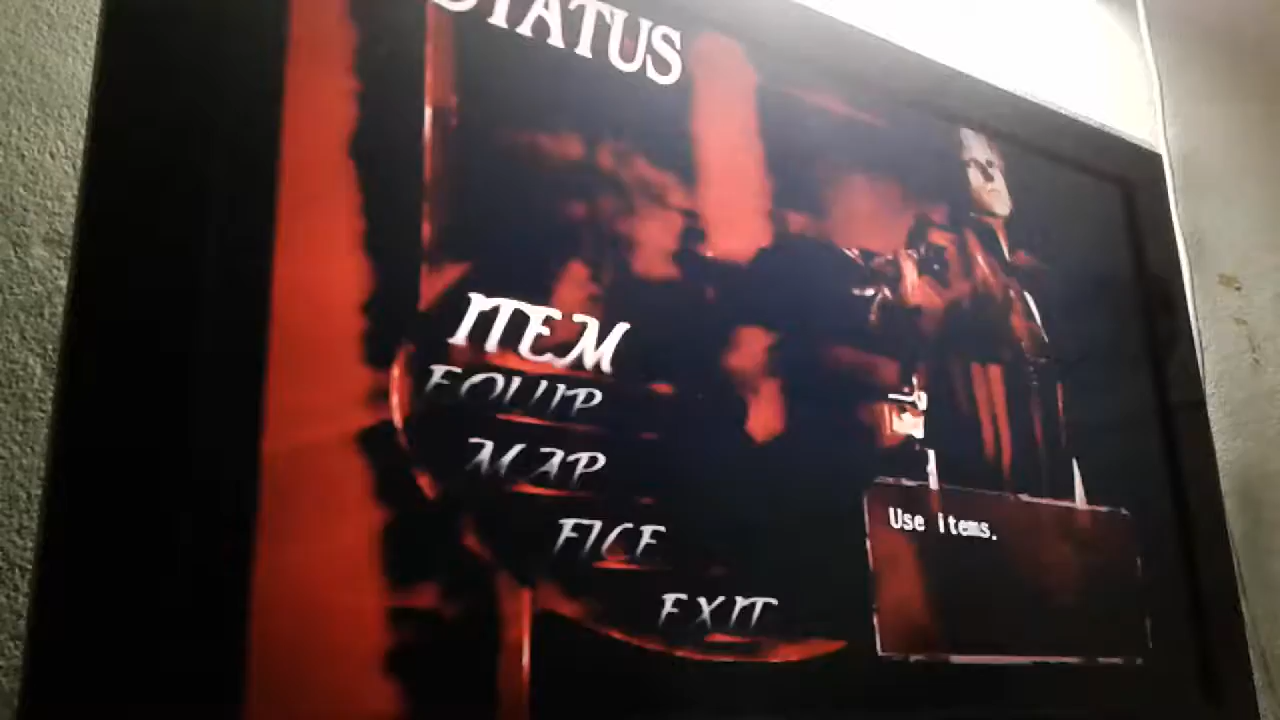 STATUS
ITEM
EQUIP
MAP
FILE
EXIT
Use items.